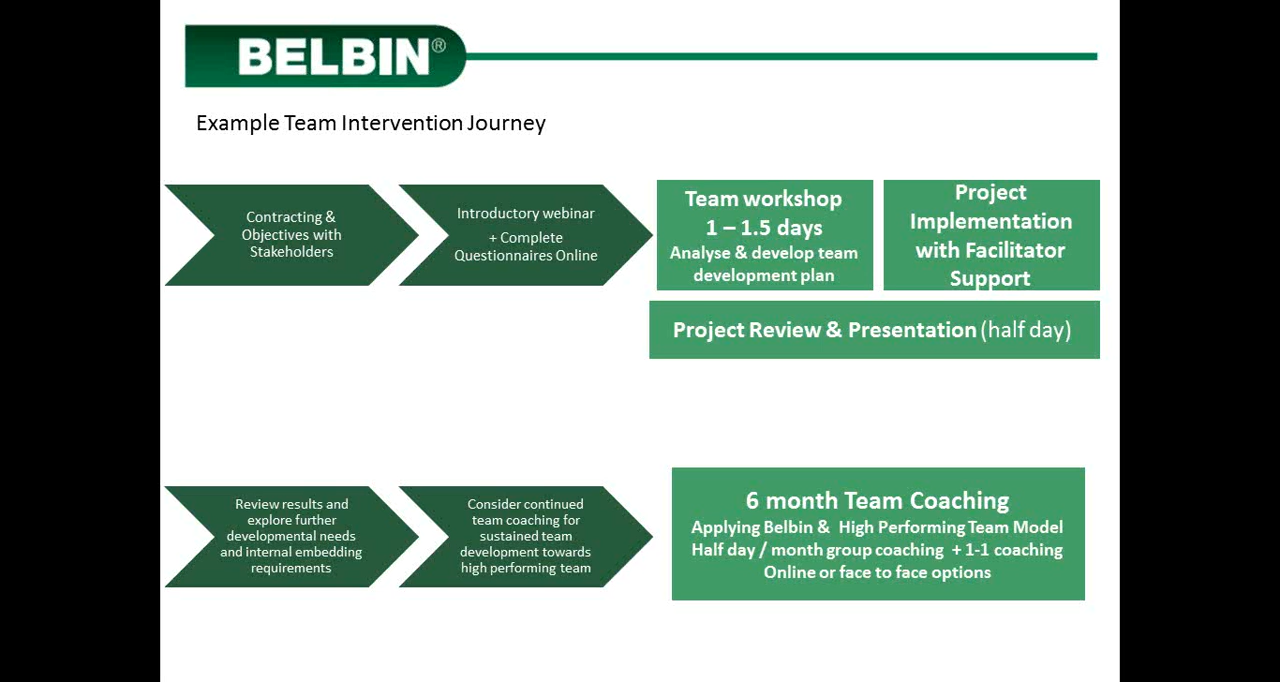 BELBIN®
Example Team Intervention Journey
Contracting &
Objectives with
Stakeholders
Introductory webinar
+ Complete
Questionnaires Online
Team workshop
1 – 1.5 days
Analyse & develop team
development plan
Project
Implementation
with Facilitator
Support
Project Review & Presentation (half day)
Review results and
explore further
developmental needs
and internal embedding
requirements
Consider continued
team coaching for
sustained team
development towards
high performing team
6 month Team Coaching
Applying Belbin & High Performing Team Model
Half day / month group coaching + 1-1 coaching
Online or face to face options